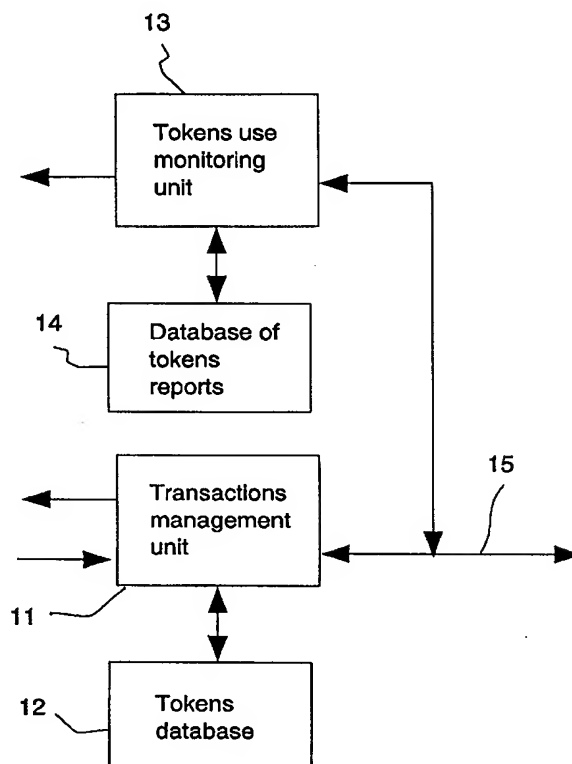 13
Tokens use
monitoring
unit
14
Database of
tokens
reports
15
Transactions
management
unit
11
12
Tokens
database